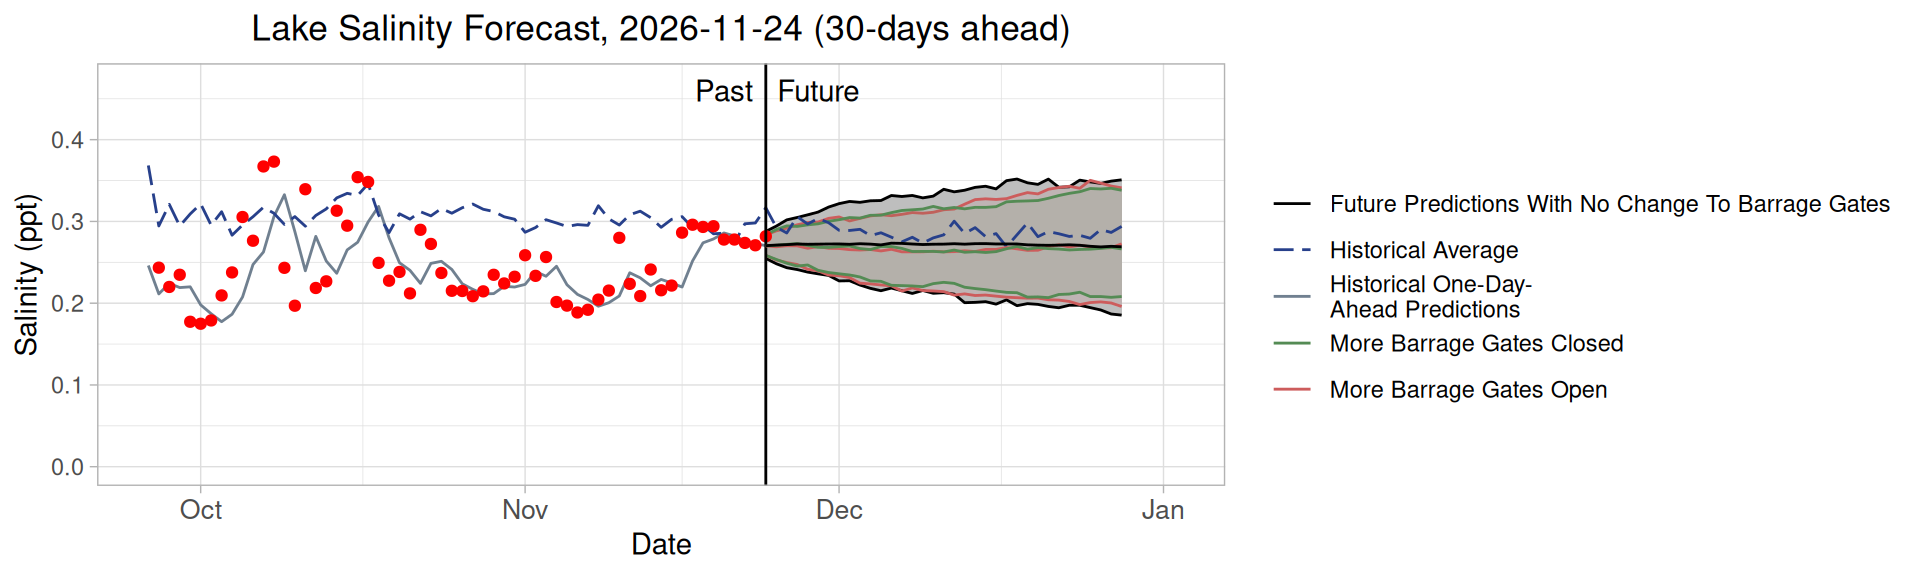 Lake Salinity Forecast, 2026-11-24 (30-days ahead)
Past
Future
0.4
0.3
0.2
0.1
0.0
Salinity (ppt)
Oct
Nov
Dec
Jan
Date
Future Predictions With No Change To Barrage Gates
Historical Average
Historical One-Day-
Ahead Predictions
More Barrage Gates Closed
More Barrage Gates Open